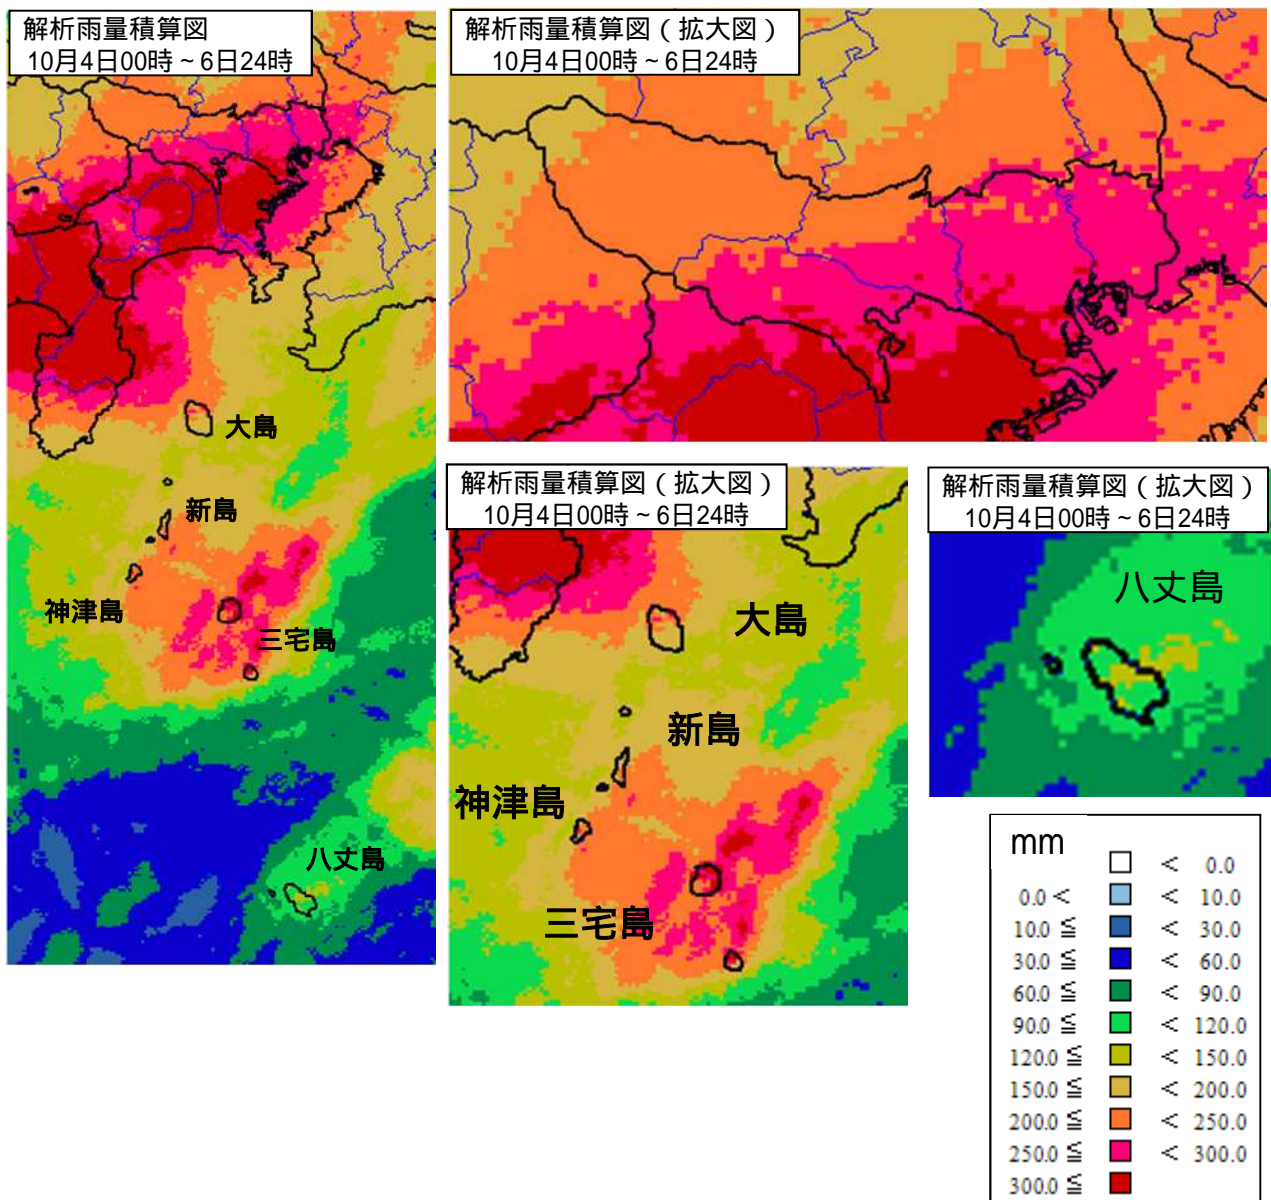 解析雨量積算図
10月4日00時～6日24時
大島
新島
神津島
三宅島
八丈島
解析雨量積算図(拡大図)
10月4日00時～6日24時
解析雨量積算図(拡大図)
10月4日00時～6日24時
大島
新島
神津島
三宅島
解析雨量積算図(拡大図)
10月4日00時～6日24時
八丈島
mm
< 0.0
0.0 < < 10.0
10.0 ≦ < 30.0
30.0 ≦ < 60.0
60.0 ≦ < 90.0
90.0 ≦ < 120.0
120.0 ≦ < 150.0
150.0 ≦ < 200.0
200.0 ≦ < 250.0
250.0 ≦ < 300.0
300.0 ≦